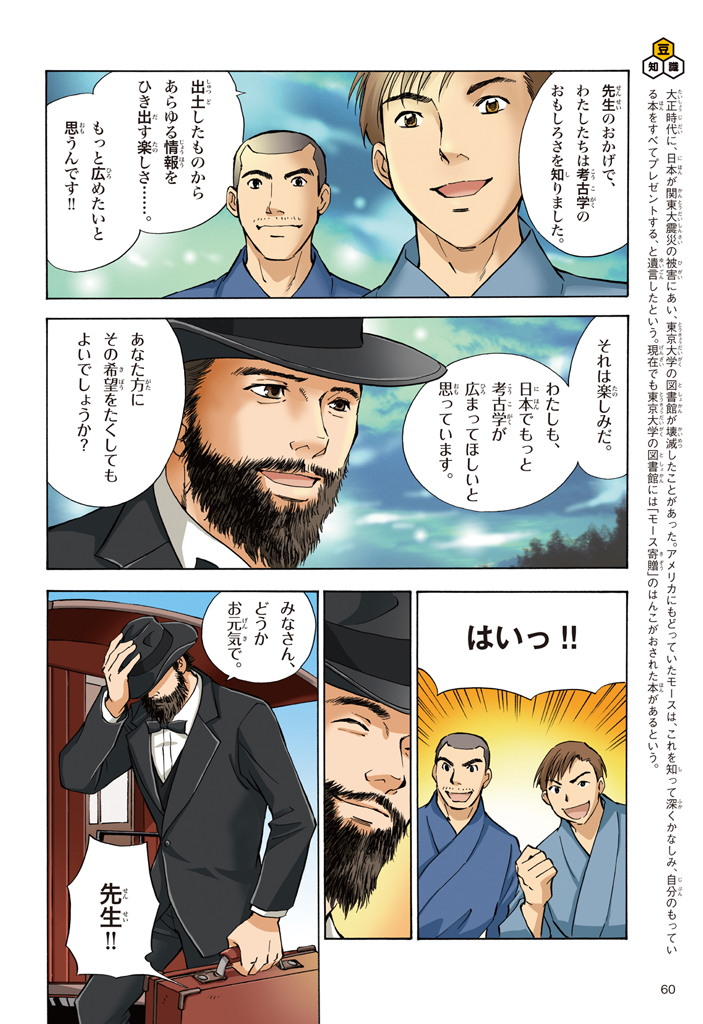 豆
知識
大正時代に、日本が関東大震災の被害にあい、東京大学の図書館が壊滅したことがあった。アメリカにもどっていたモースは、これを知って深くかなしみ、自分のもってい
る本をすべてプレゼントする、と遺言したという。現在でも東京大学の図書館には「モース寄贈」のはんこがおされた本があるという。
先生のおかげで、
わたしたちは考古学の
おもしろさを知りました。
出土したものから
あらゆる情報を
ひき出す楽しさ……。
もっと広めたいと
思うんです!!
それは楽しみだ。
わたしも、
日本でもっと
考古学が
広まってほしいと
思っています。
あなた方に
その希望をたくしても
よいでしょうか?
はいっ!!
みなさん、
どうか
お元気で。
先生!!
60